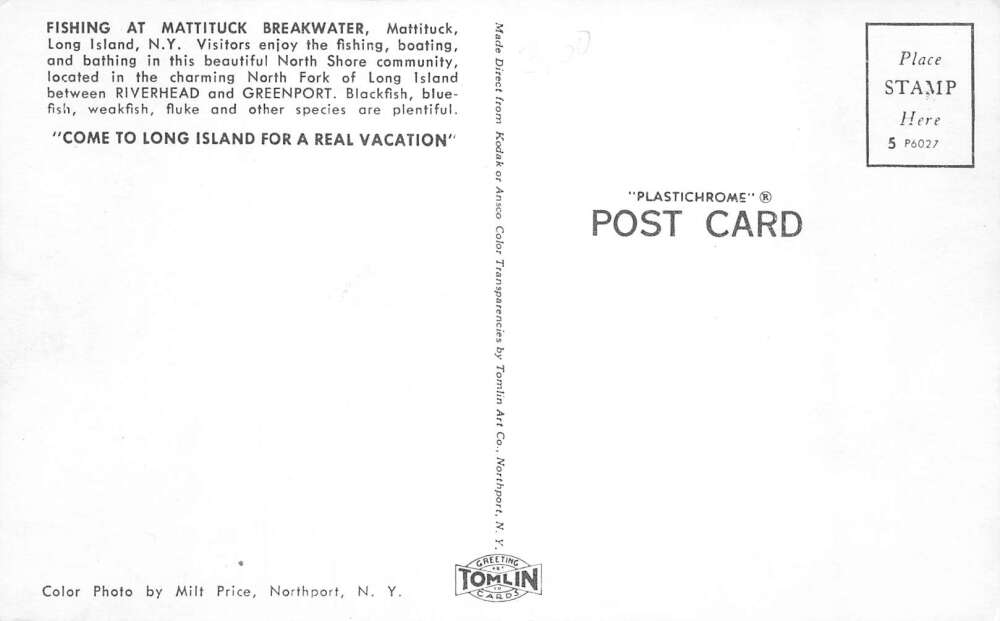 FISHING AT MATTITUCK BREAKWATER, Mattituck,
Long Island, N.Y. Visitors enjoy the fishing, boating,
and bathing in this beautiful North Shore community,
located in the charming North Fork of Long Island
between RIVERHEAD and GREENPORT. Blackfish, blue-
fish, weakfish, fluke and other species are plentiful.
"COME TO LONG ISLAND FOR A REAL VACATION"
Color Photo by Milt Price, Northport, N. Y.
Made Direct from Kodak or Ansco Color Transparencies by Tomlin Art Co., Northport, N. Y.
GREETING
TOMLIN
CARDS
"PLASTICHROME" ®
POST CARD
Place
STAMP
Here
5 P6027